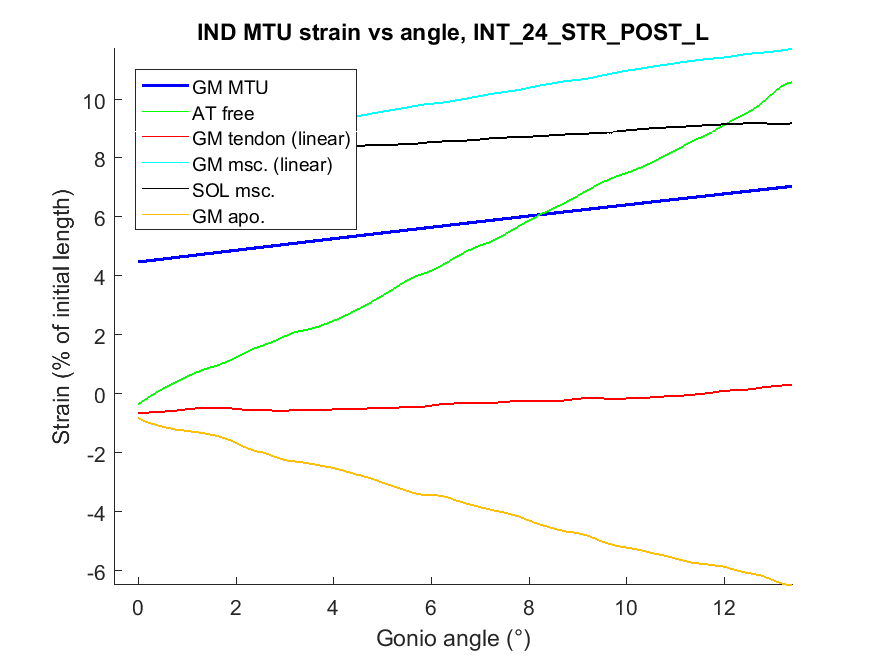 IND MTU strain vs angle, INT_24_STR_POST_L
GM MTU
AT free
GM tendon (linear)
GM msc. (linear)
SOL msc.
GM apo.
Strain (% of initial length)
10
8
6
4
2
0
-2
-4
-6
0 2 4 6 8 10 12
Gonio angle (°)